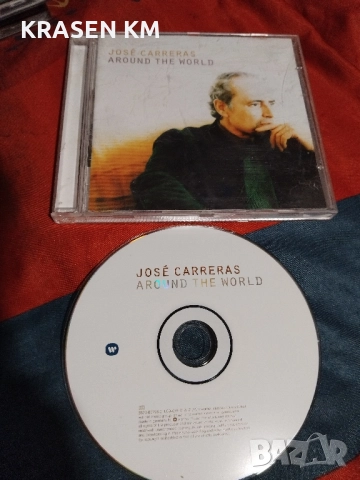 KRASEN KM
JOSÉ CARRERAS
AROUND THE WORLD
JOSÉ CARRERAS
AROUND THE WORLD
BAZAR